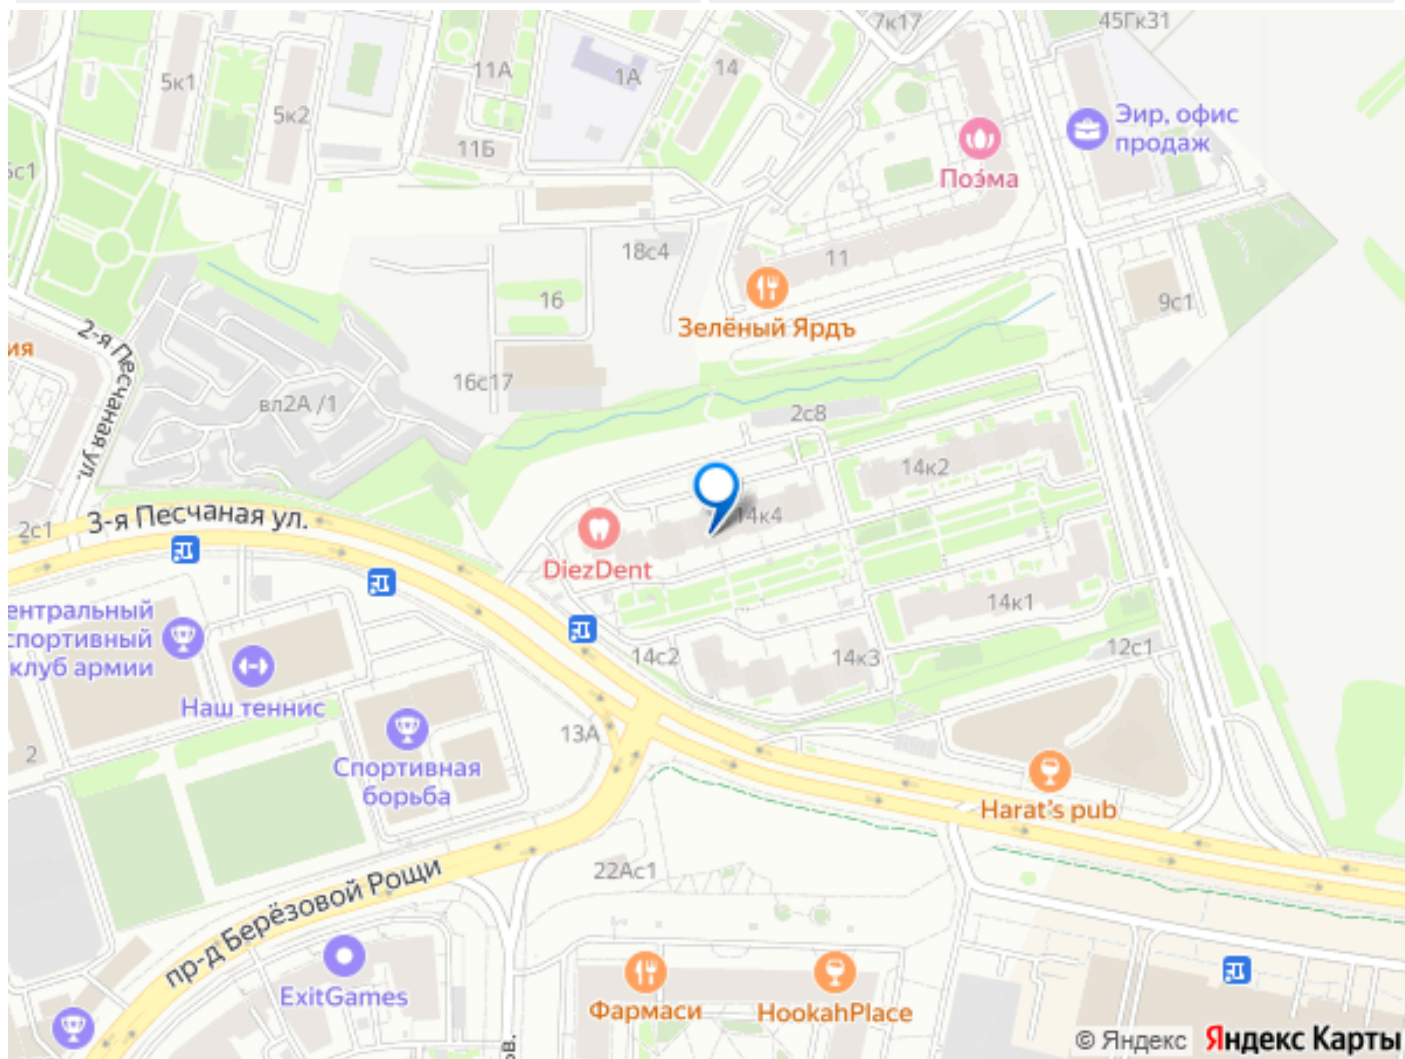 7к17
45Гк31
5к1
11А
1А
14
5к2
11Б
Эир, офис
продаж
Поэма
18с4
11
16
9с1
Зелёный Ярдъ
2-я Песчаная ул.
16с17
вл2А /1
2с8
14к2
14к4
2с1
3-я Песчаная ул.
DiezDent
14к1
ентральный
спортивный
клуб армии
14с2
14к3
12с1
Наш теннис
13А
2
Спортивная
борьба
Harat's pub
22Ас1
пр-д Берёзовой Рощи
ExitGames
Фармаси
HookahPlace
© Яндекс
Яндекс Карты